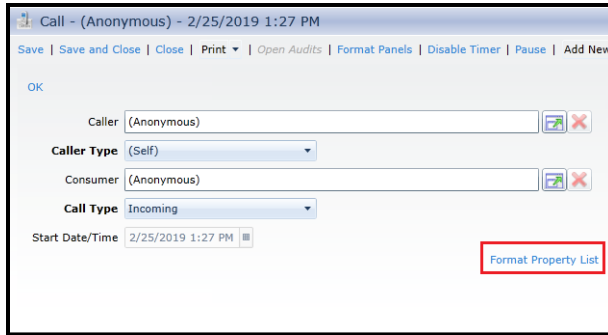 Call - (Anonymous) - 2/25/2019 1:27 PM
Save | Save and Close | Close | Print | Open Audits | Format Panels | Disable Timer | Pause | Add New
OK
Caller (Anonymous)
Caller Type (Self)
Consumer (Anonymous)
Call Type Incoming
Start Date/Time 2/25/2019 1:27 PM
Format Property List